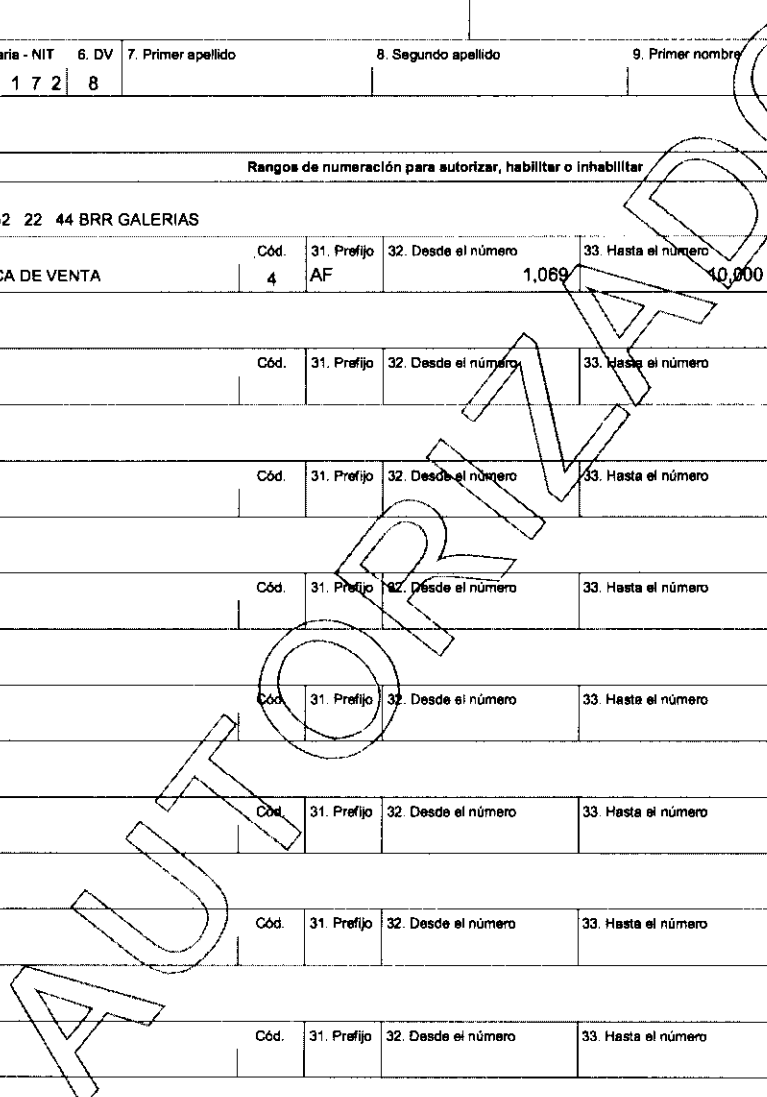 aria - NIT 6. DV 7. Primer apellido 8. Segundo apellido 9. Primer nombre
1 7 2 8
Rangos de numeración para autorizar, habilitar o inhabilitar
2 22 44 BRR GALERIAS
Cód. 31. Prefijo 32. Desde el número 33. Hasta el número
CA DE VENTA 4 AF 1,069 10,000
Cód. 31. Prefijo 32. Desde el número 33. Hasta el número
Cód. 31. Prefijo 32. Desde el número 33. Hasta el número
Cód. 31. Prefijo 32. Desde el número 33. Hasta el número
Cód. 31. Prefijo 32. Desde el número 33. Hasta el número
Cód. 31. Prefijo 32. Desde el número 33. Hasta el número
Cód. 31. Prefijo 32. Desde el número 33. Hasta el número
Cód. 31. Prefijo 32. Desde el número 33. Hasta el número
AUTORIZADO